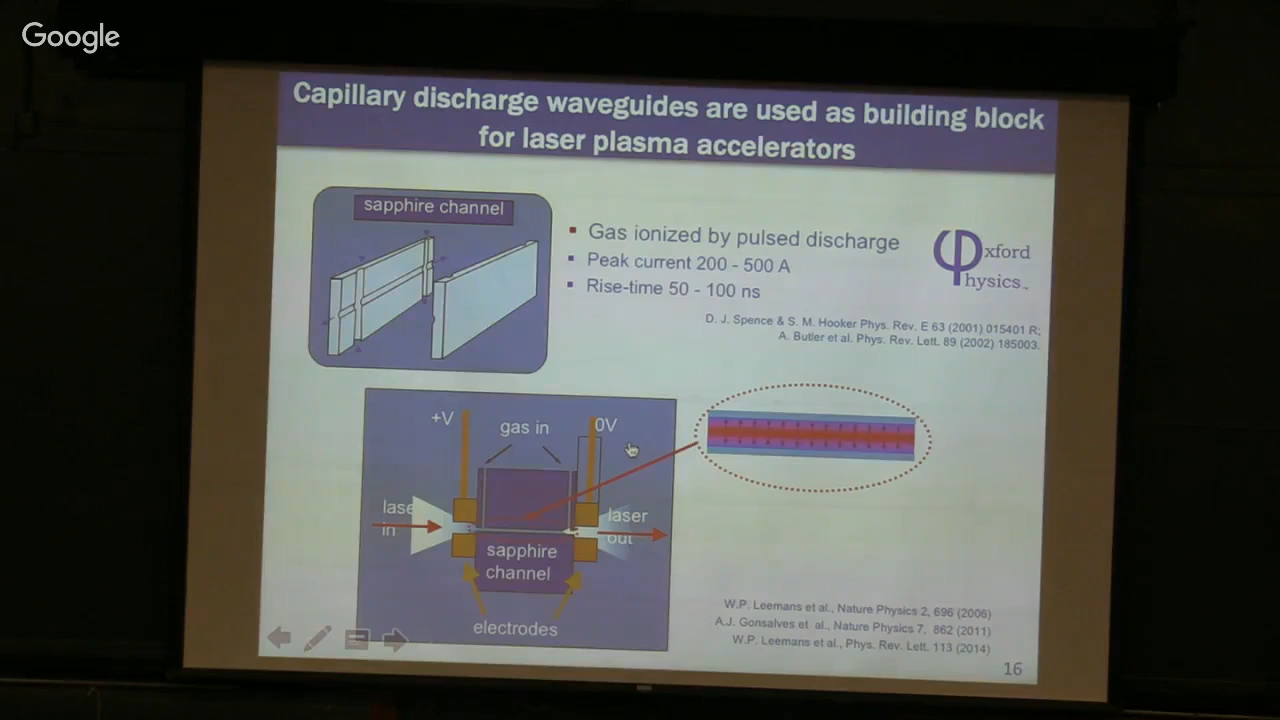 Google
Capillary discharge waveguides are used as building block
for laser plasma accelerators
sapphire channel
Gas ionized by pulsed discharge
Peak current 200 - 500 A
Rise-time 50 - 100 ns
Oxford
Physics™
D. J. Spence & S. M. Hooker Phys. Rev. E 63 (2001) 015401 R;
A. Butler et al. Phys. Rev. Lett. 89 (2002) 185003.
+V
gas in
0V
laser
in
laser
out
sapphire
channel
electrodes
W.P. Leemans et al., Nature Physics 2, 696 (2006)
A.J. Gonsalves et al., Nature Physics 7, 862 (2011)
W.P. Leemans et al., Phys. Rev. Lett. 113 (2014)
16